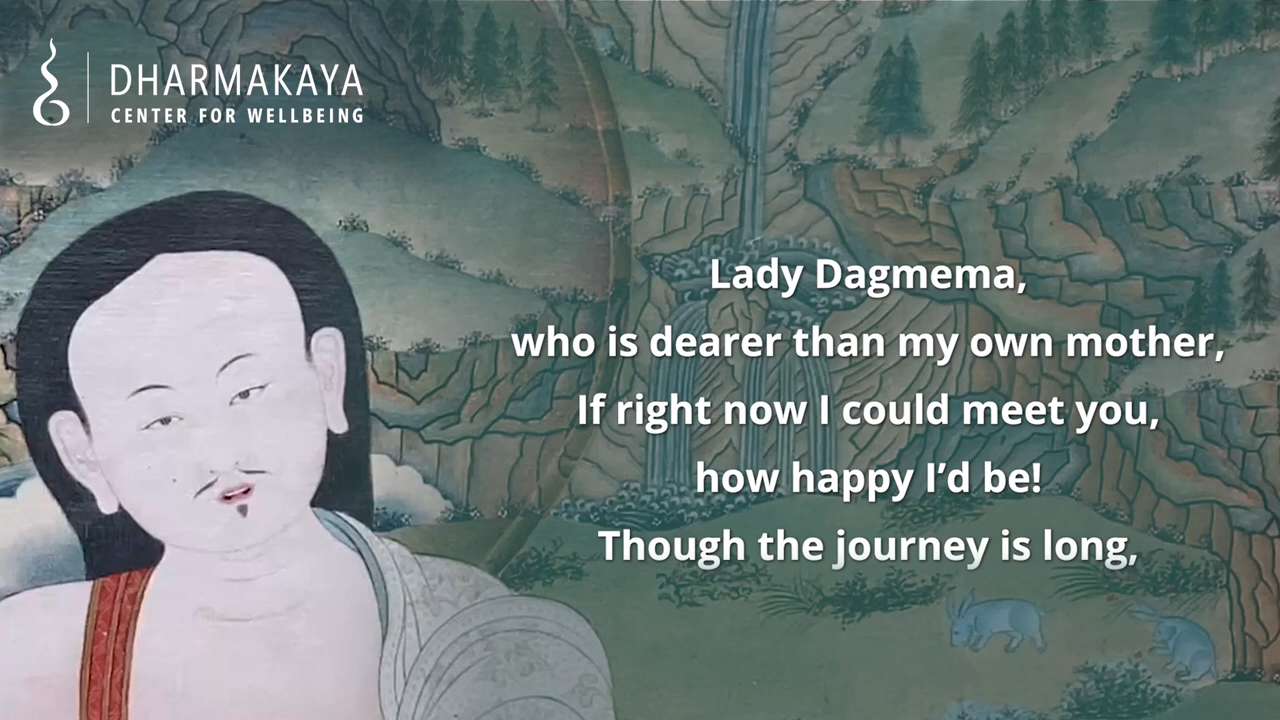 DHARMAKAYA
CENTER FOR WELLBEING
Lady Dagmema,
who is dearer than my own mother,
If right now I could meet you,
how happy I’d be!
Though the journey is long,